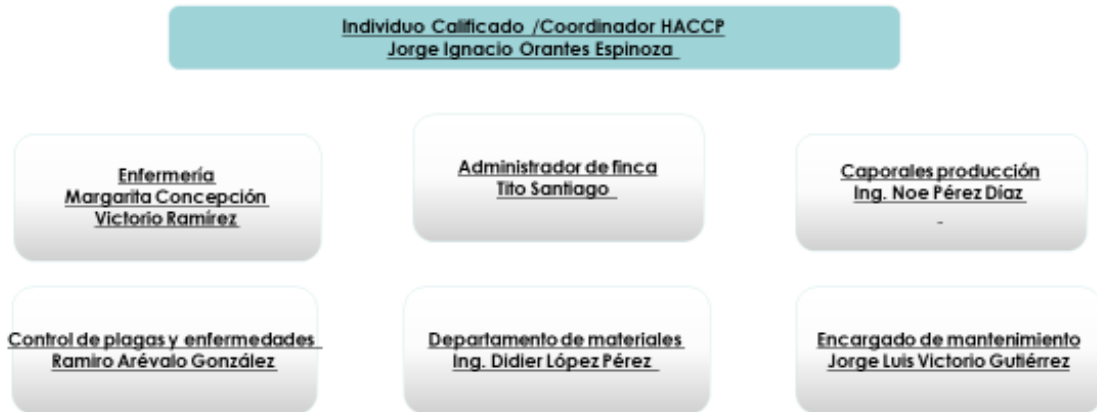 Individuo Calificado /Coordinador HACCP
Jorge Ignacio Orantes Espinoza
Enfermería
Margarita Concepción
Victorio Ramírez
Administrador de finca
Tito Santiago
Caporales producción
Ing. Noe Pérez Díaz
-
Control de plagas y enfermedades
Ramiro Arévalo González
Departamento de materiales
Ing. Didier López Pérez
Encargado de mantenimiento
Jorge Luis Victorio Gutiérrez